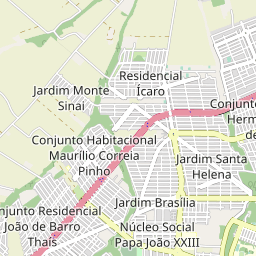 Residencial
Ícaro
Jardim Monte
Sinai
Conjunto
Herm
de
Conjunto Habitacional
Maurílio Correia
Pinho
Jardim Santa
Helena
njunto Residencial
João de Barro
Thaís
Jardim Brasília
Núcleo Social
Papa João XXIII